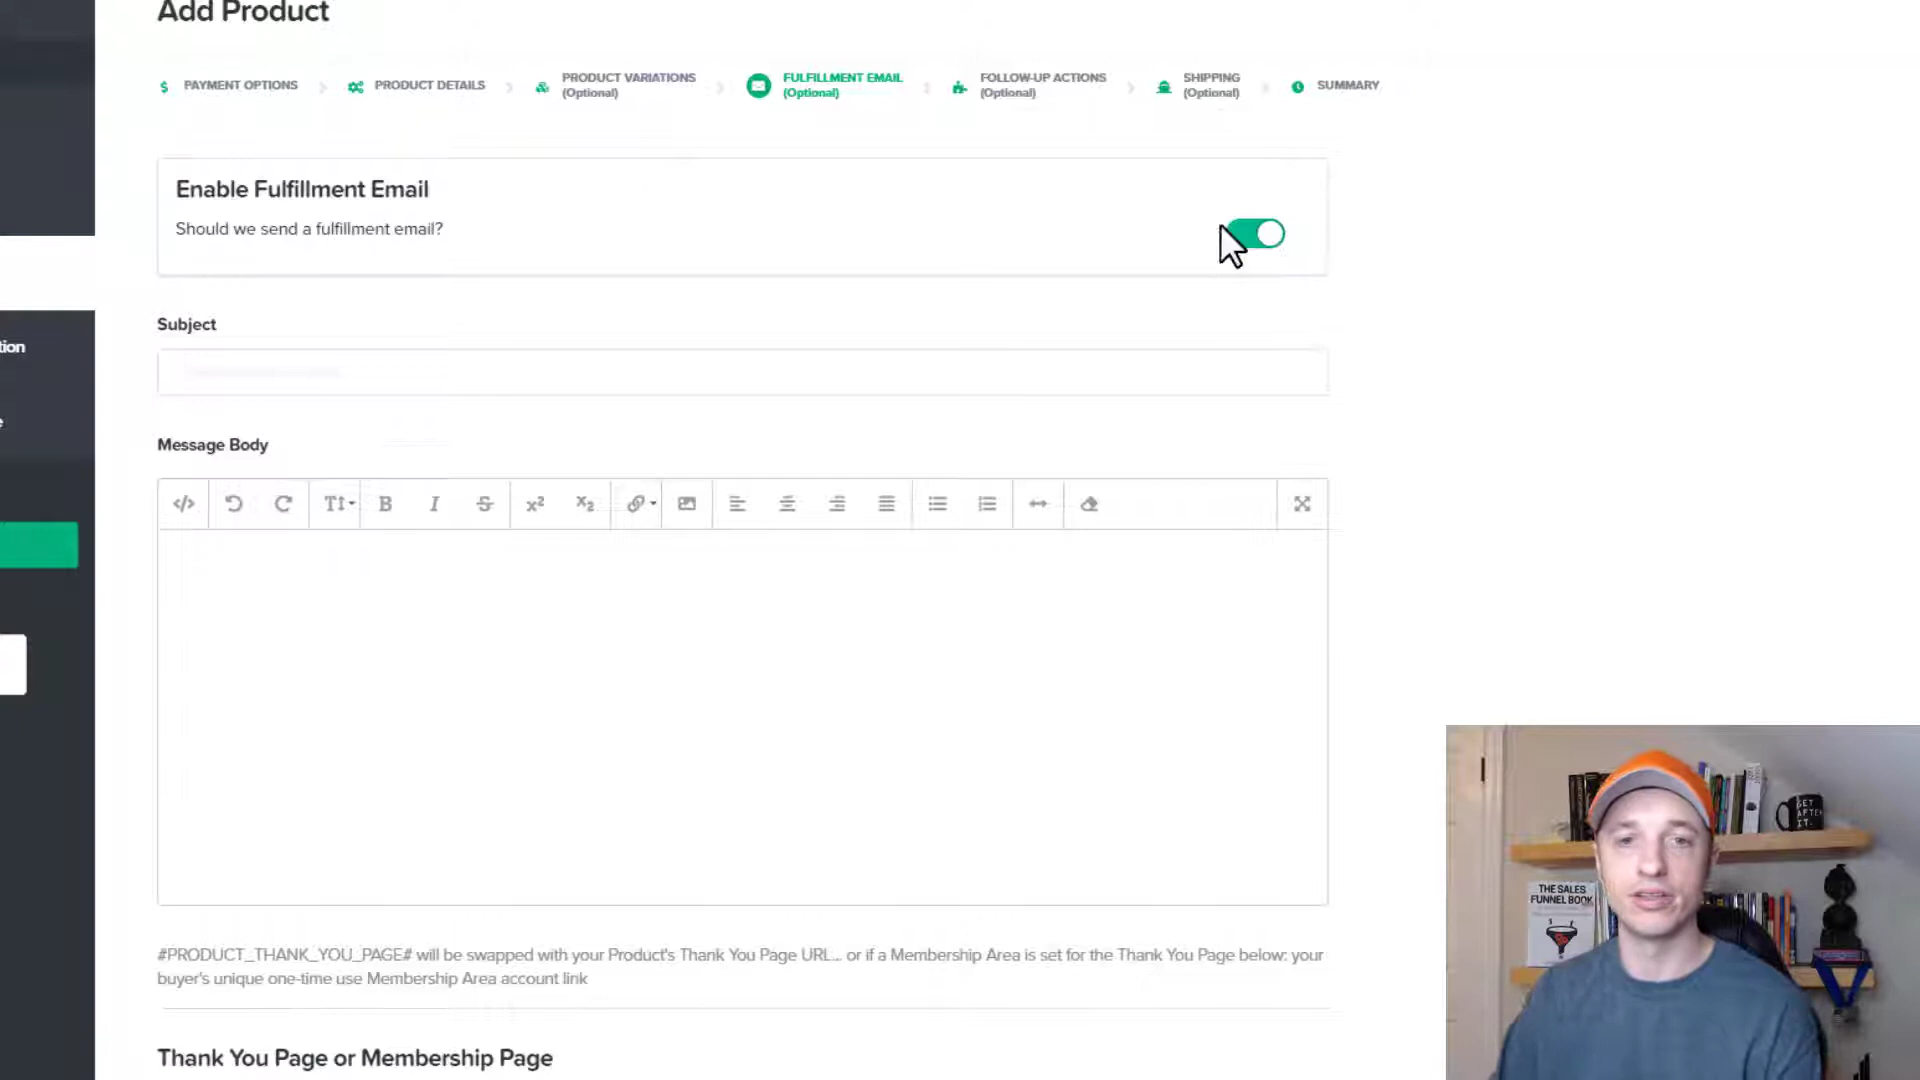 Add Product
PAYMENT OPTIONS
PRODUCT DETAILS
PRODUCT VARIATIONS
(Optional)
FULFILLMENT EMAIL
(Optional)
FOLLOW-UP ACTIONS
(Optional)
SHIPPING
(Optional)
SUMMARY
Enable Fulfillment Email
Should we send a fulfillment email?
Subject
tion
e
Message Body
#PRODUCT_THANK_YOU_PAGE# will be swapped with your Product's Thank You Page URL... or if a Membership Area is set for the Thank You Page below: your
buyer's unique one-time use Membership Area account link
Thank You Page or Membership Page
GET
AFTER
IT.
THE SALES
FUNNEL BOOK